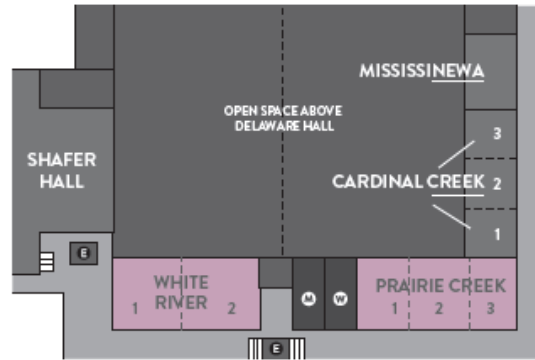 MISSISSINEWA
OPEN SPACE ABOVE
DELAWARE HALL
3
SHAFER
HALL
CARDINAL CREEK 2
1
E
WHITE
RIVER
1 2
M W
PRAIRIE CREEK
1 2 3
E